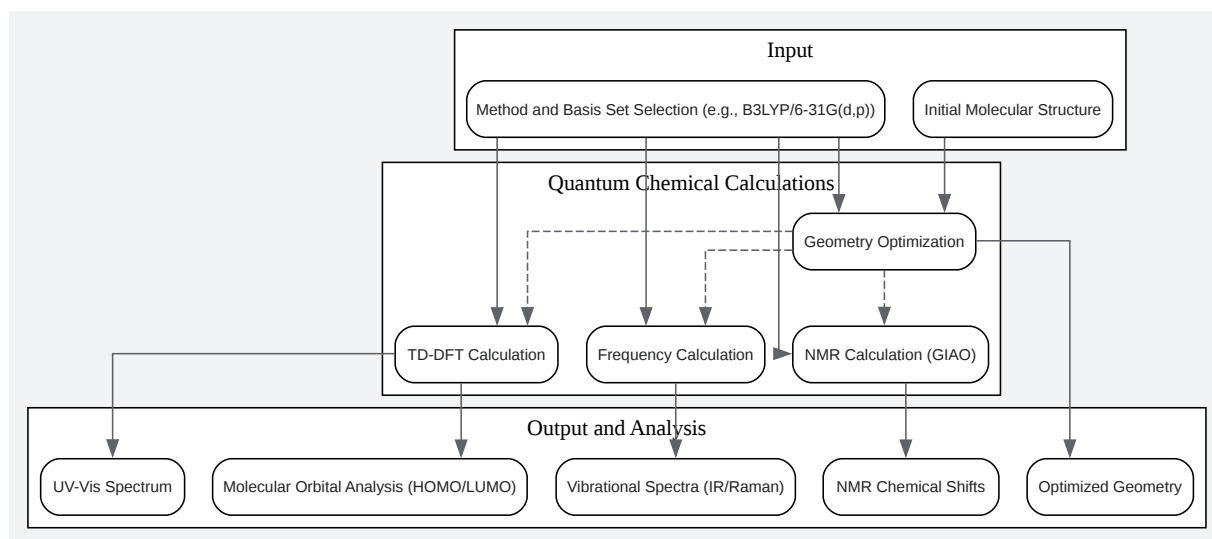 Input
Method and Basis Set Selection (e.g., B3LYP/6-31G(d,p))
Initial Molecular Structure
Quantum Chemical Calculations
Geometry Optimization
TD-DFT Calculation
Frequency Calculation
NMR Calculation (GIAO)
Output and Analysis
UV-Vis Spectrum
Molecular Orbital Analysis (HOMO/LUMO)
Vibrational Spectra (IR/Raman)
NMR Chemical Shifts
Optimized Geometry